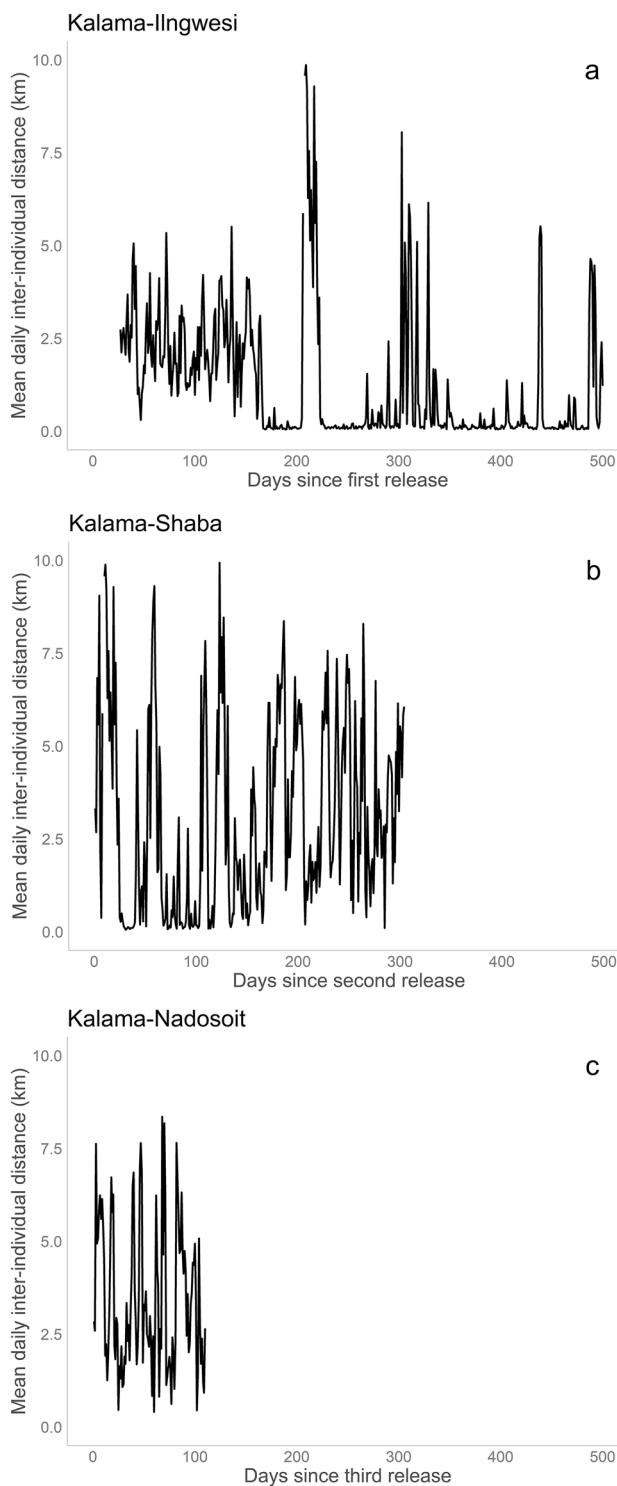 Kalama-Ilngwesi
a
Mean daily inter-individual distance (km)
10.0
7.5
5.0
2.5
0.0
0 100 200 300 400 500
Days since first release
Kalama-Shaba
b
Mean daily inter-individual distance (km)
10.0
7.5
5.0
2.5
0.0
0 100 200 300 400 500
Days since second release
Kalama-Nadosoit
c
Mean daily inter-individual distance (km)
10.0
7.5
5.0
2.5
0.0
0 100 200 300 400 500
Days since third release